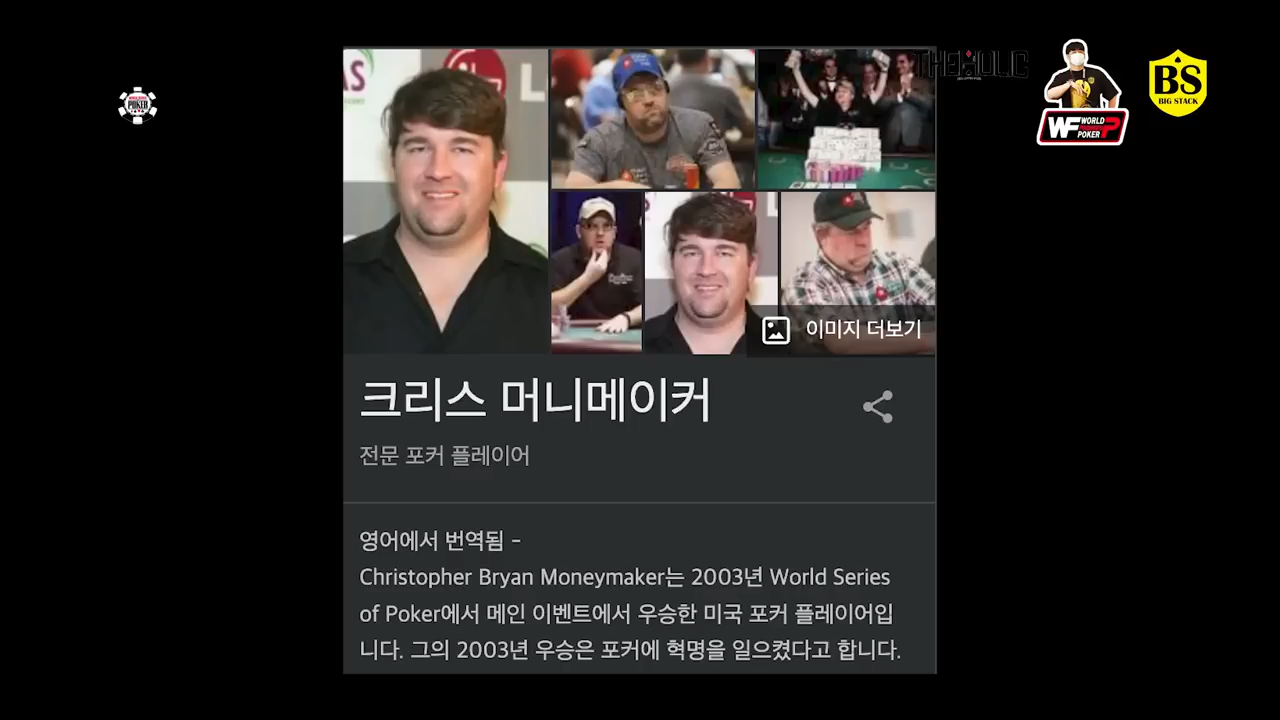 THEHOLIC
WF WORLD
POKER P
BS
BIG STACK
POKER
이미지 더보기
크리스 머니메이커
전문 포커 플레이어
영어에서 번역됨 –
Christopher Bryan Moneymaker는 2003년 World Series
of Poker에서 메인 이벤트에서 우승한 미국 포커 플레이어입
니다. 그의 2003년 우승은 포커에 혁명을 일으켰다고 합니다.